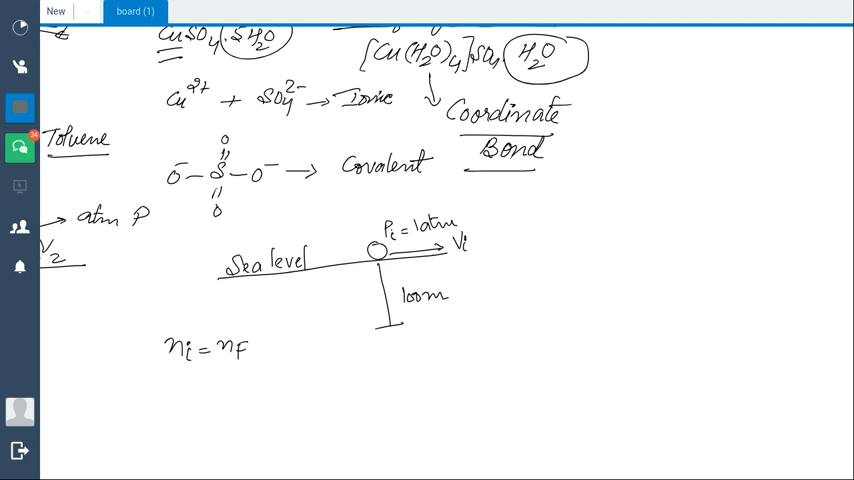 New
board (1)
CuSO4.5H2O
[Cu(H2O)4]SO4.H2O
Cu2+ + SO42- → Ionic
Coordinate
Bond
34
Toluene
O
O- - S - O- → Covalent
O
→ atm P
V2
Pi = 1atm
Vi
Sea level
100m
ni = nF